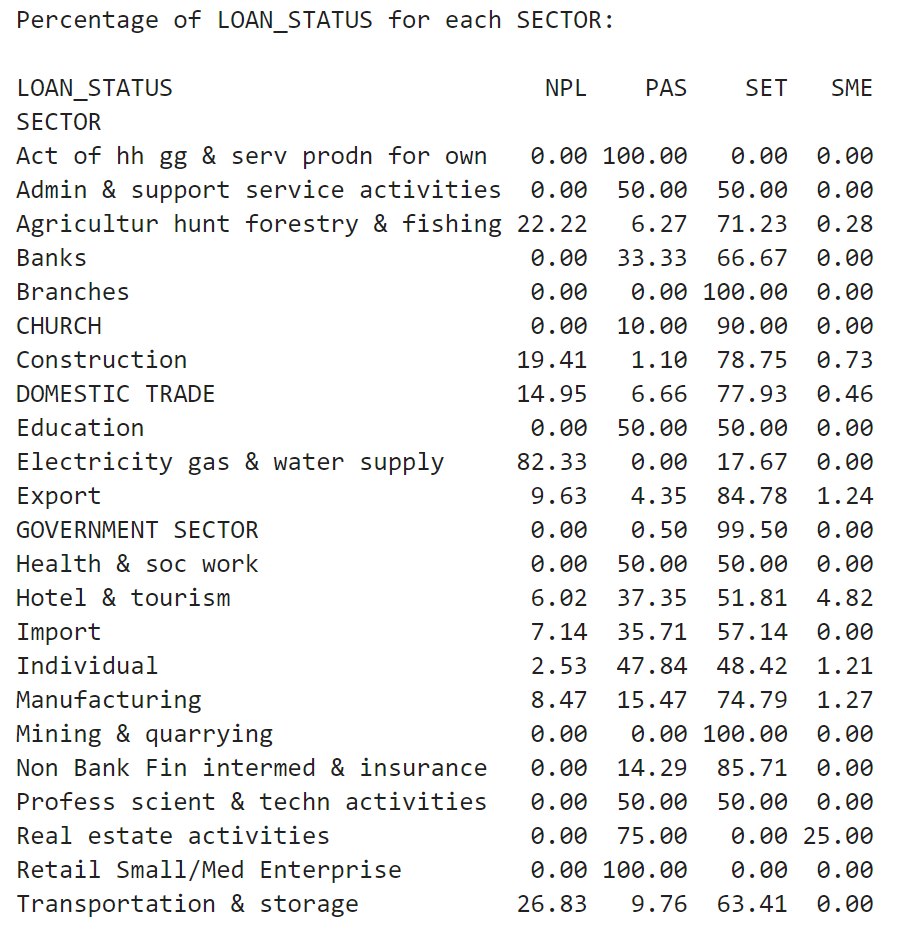 Percentage of LOAN_STATUS for each SECTOR:
LOAN_STATUS NPL PAS SET SME
SECTOR
Act of hh gg & serv prodn for own 0.00 100.00 0.00 0.00
Admin & support service activities 0.00 50.00 50.00 0.00
Agricultur hunt forestry & fishing 22.22 6.27 71.23 0.28
Banks 0.00 33.33 66.67 0.00
Branches 0.00 0.00 100.00 0.00
CHURCH 0.00 10.00 90.00 0.00
Construction 19.41 1.10 78.75 0.73
DOMESTIC TRADE 14.95 6.66 77.93 0.46
Education 0.00 50.00 50.00 0.00
Electricity gas & water supply 82.33 0.00 17.67 0.00
Export 9.63 4.35 84.78 1.24
GOVERNMENT SECTOR 0.00 0.50 99.50 0.00
Health & soc work 0.00 50.00 50.00 0.00
Hotel & tourism 6.02 37.35 51.81 4.82
Import 7.14 35.71 57.14 0.00
Individual 2.53 47.84 48.42 1.21
Manufacturing 8.47 15.47 74.79 1.27
Mining & quarrying 0.00 0.00 100.00 0.00
Non Bank Fin intermed & insurance 0.00 14.29 85.71 0.00
Profess scient & techn activities 0.00 50.00 50.00 0.00
Real estate activities 0.00 75.00 0.00 25.00
Retail Small/Med Enterprise 0.00 100.00 0.00 0.00
Transportation & storage 26.83 9.76 63.41 0.00